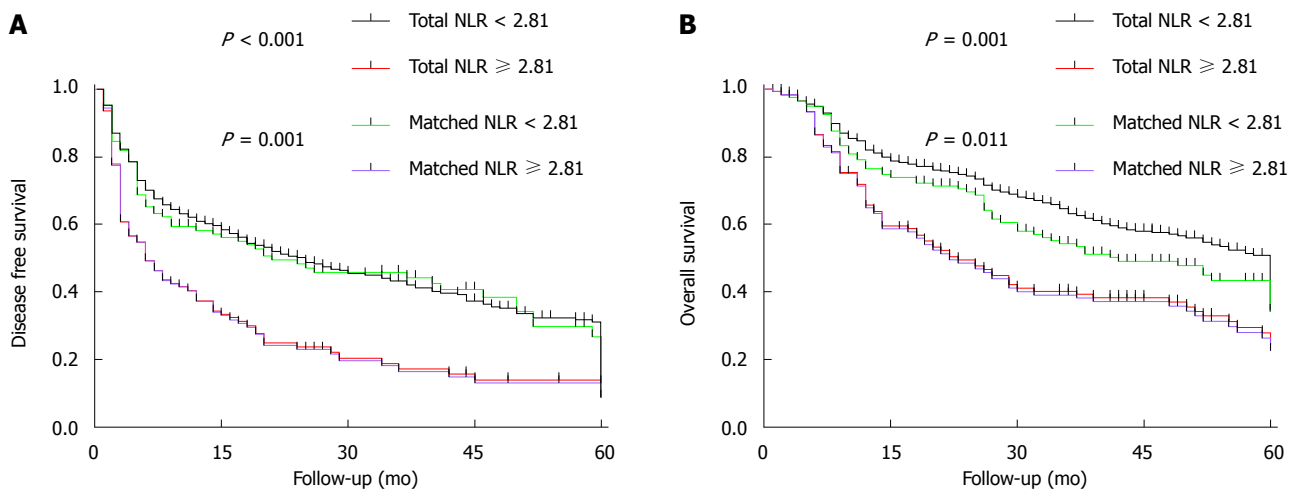 A
P < 0.001
Total NLR < 2.81
Total NLR ⩾ 2.81
P = 0.001
Matched NLR < 2.81
Matched NLR ⩾ 2.81
Disease free survival
1.0
0.8
0.6
0.4
0.2
0.0
0
15
30
45
60
Follow-up (mo)
B
P = 0.001
Total NLR < 2.81
Total NLR ⩾ 2.81
P = 0.011
Matched NLR < 2.81
Matched NLR ⩾ 2.81
Overall survival
1.0
0.8
0.6
0.4
0.2
0.0
0
15
30
45
60
Follow-up (mo)